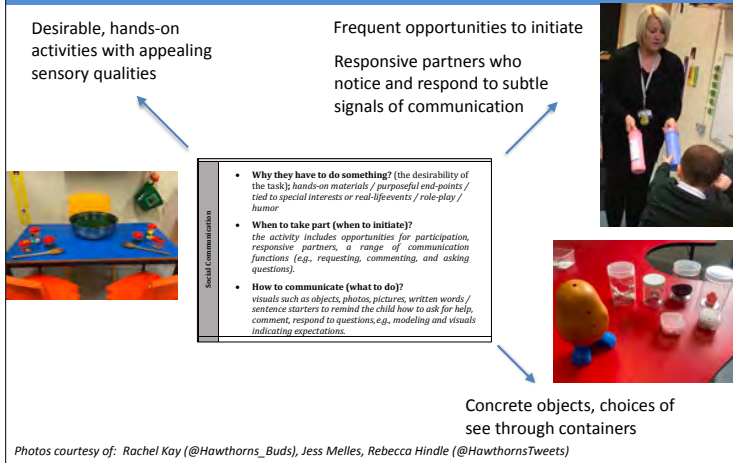 Desirable, hands-on
activities with appealing
sensory qualities
Frequent opportunities to initiate
Responsive partners who
notice and respond to subtle
signals of communication
Social Communication
• Why they have to do something? (the desirability of
the task); hands-on materials / purposeful end-points /
tied to special interests or real-lifeevents / role-play /
humor
• When to take part (when to initiate)?
the activity includes opportunities for participation,
responsive partners, a range of communication
functions (e.g., requesting, commenting, and asking
questions).
• How to communicate (what to do)?
visuals such as objects, photos, pictures, written words /
sentence starters to remind the child how to ask for help,
comment, respond to questions,e.g., modeling and visuals
indicating expectations.
Concrete objects, choices of
see through containers
Photos courtesy of: Rachel Kay (@Hawthorns_Buds), Jess Melles, Rebecca Hindle (@HawthornsTweets)